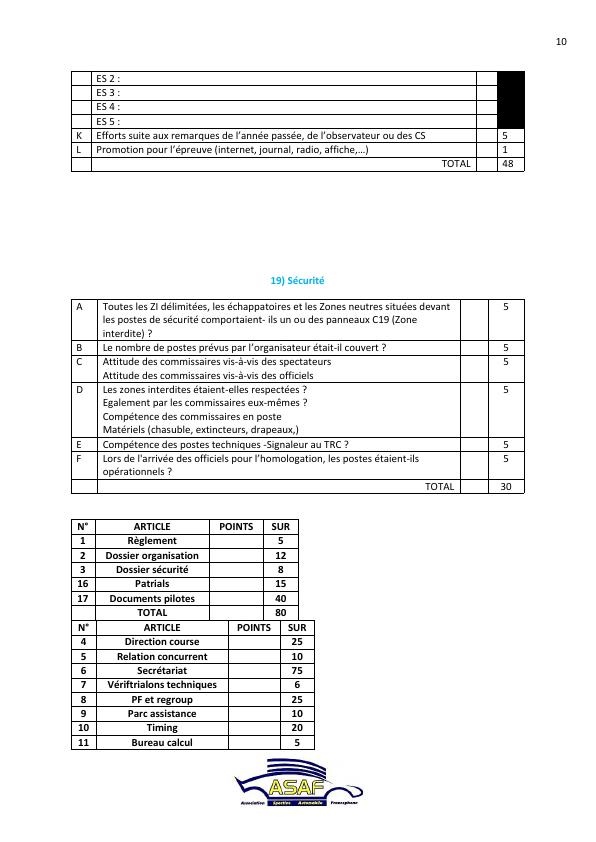 10
ES 2 :
ES 3 :
ES 4 :
ES 5 :
K Efforts suite aux remarques de l’année passée, de l’observateur ou des CS 5
L Promotion pour l’épreuve (internet, journal, radio, affiche,…) 1
TOTAL 48
19) Sécurité
A Toutes les ZI délimitées, les échappatoires et les Zones neutres situées devant 5
les postes de sécurité comportaient- ils un ou des panneaux C19 (Zone
interdite) ?
B Le nombre de postes prévus par l’organisateur était-il couvert ? 5
C Attitude des commissaires vis-à-vis des spectateurs 5
Attitude des commissaires vis-à-vis des officiels
D Les zones interdites étaient-elles respectées ? 5
Egalement par les commissaires eux-mêmes ?
Compétence des commissaires en poste
Matériels (chasuble, extincteurs, drapeaux,)
E Compétence des postes techniques -Signaleur au TRC ? 5
F Lors de l'arrivée des officiels pour l’homologation, les postes étaient-ils 5
opérationnels ?
TOTAL 30
N° ARTICLE POINTS SUR
1 Règlement 5
2 Dossier organisation 12
3 Dossier sécurité 8
16 Patrials 15
17 Documents pilotes 40
TOTAL 80
N° ARTICLE POINTS SUR
4 Direction course 25
5 Relation concurrent 10
6 Secrétariat 75
7 Vériftrialons techniques 6
8 PF et regroup 25
9 Parc assistance 10
10 Timing 20
11 Bureau calcul 5
ASAF
Association Sportive Automobile Francophone